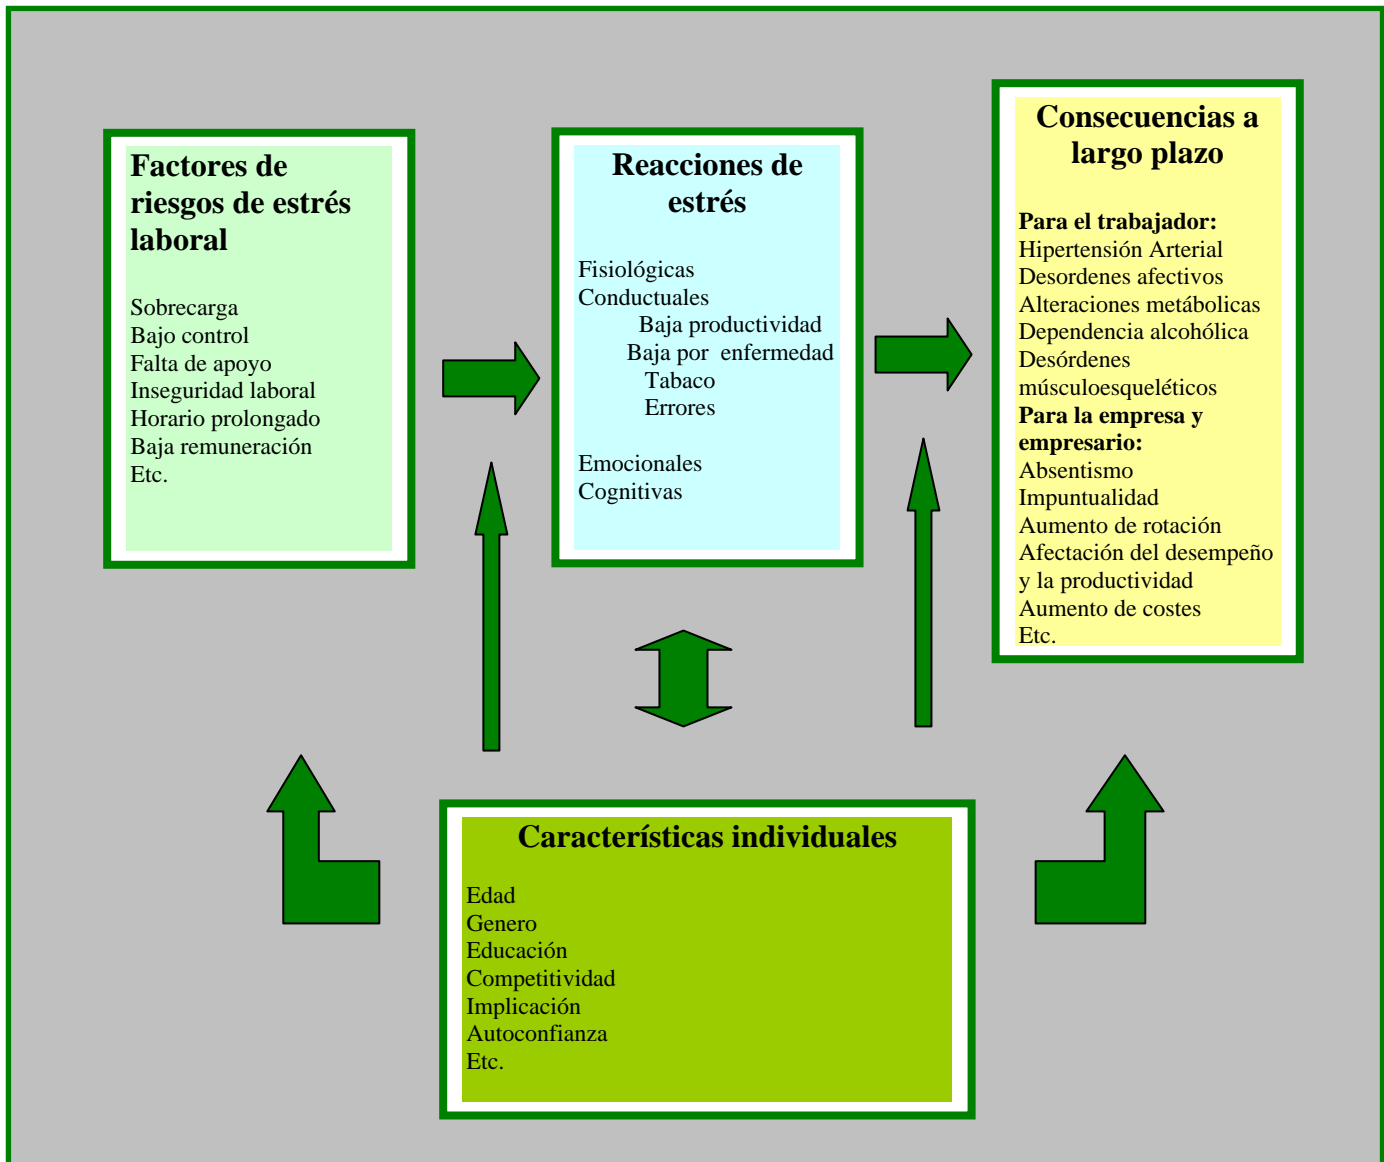 Factores de
riesgos de estrés
laboral
Sobrecarga
Bajo control
Falta de apoyo
Inseguridad laboral
Horario prolongado
Baja remuneración
Etc.
Reacciones de
estrés
Fisiológicas
Conductuales
Baja productividad
Baja por enfermedad
Tabaco
Errores
Emocionales
Cognitivas
Consecuencias a
largo plazo
Para el trabajador:
Hipertensión Arterial
Desordenes afectivos
Alteraciones metábolicas
Dependencia alcohólica
Desórdenes
músculoesqueléticos
Para la empresa y
empresario:
Absentismo
Impuntualidad
Aumento de rotación
Afectación del desempeño
y la productividad
Aumento de costes
Etc.
Características individuales
Edad
Genero
Educación
Competitividad
Implicación
Autoconfianza
Etc.